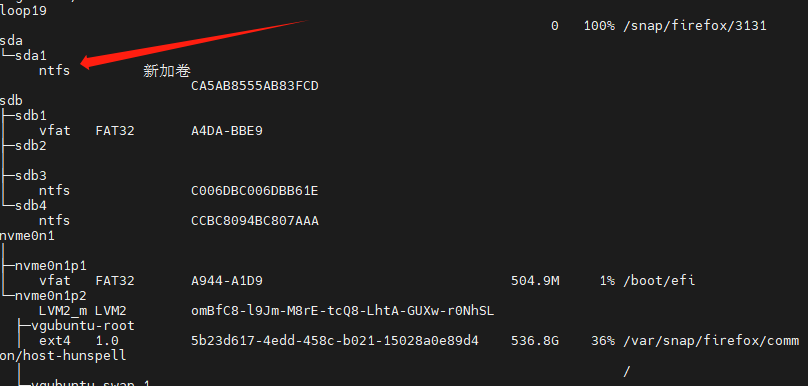 loop19
0 100% /snap/firefox/3131
sda
└─sda1
ntfs 新加卷
CA5AB8555AB83FCD
sdb
├─sdb1
│ vfat FAT32 A4DA-BBE9
├─sdb2
│
├─sdb3
│ ntfs C006DBC006DBB61E
└─sdb4
ntfs CCBC8094BC807AAA
nvme0n1
│
├─nvme0n1p1
│ vfat FAT32 A944-A1D9 504.9M 1% /boot/efi
└─nvme0n1p2
LVM2_m LVM2 omBfC8-l9Jm-M8rE-tcQ8-LhtA-GUXw-r0NhSL
├─vgubuntu-root
│ ext4 1.0 5b23d617-4edd-458c-b021-15028a0e89d4 536.8G 36% /var/snap/firefox/comm
on/host-hunspell
│ /
└─vgubuntu-swap_1